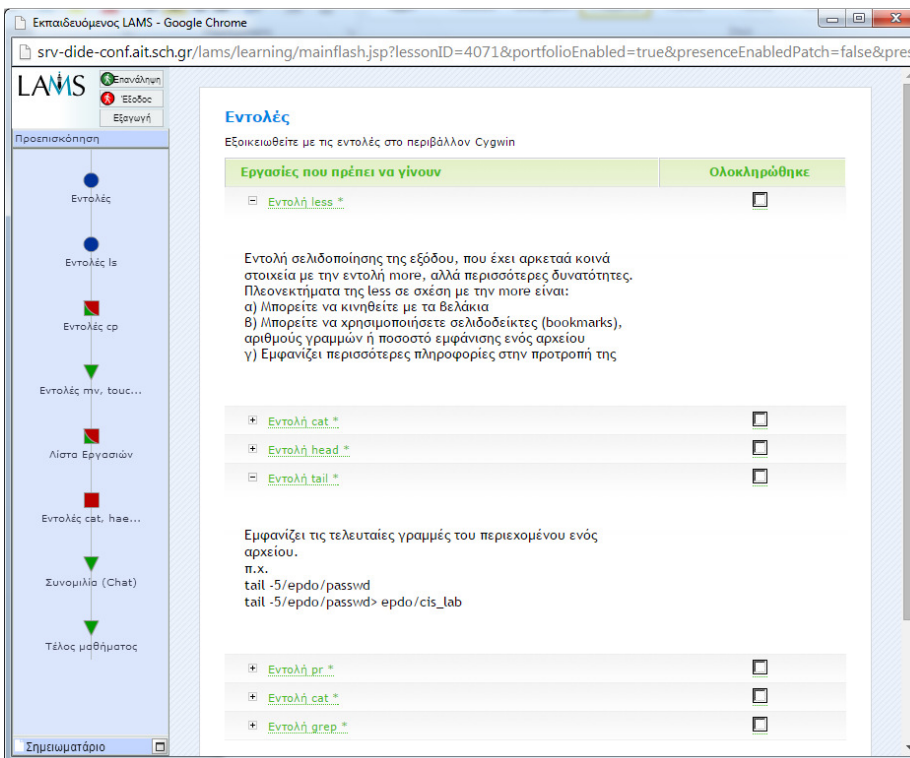 Εκπαιδευόμενος LAMS - Google Chrome
srv-dide-conf.ait.sch.gr/lams/learning/mainflash.jsp?lessonID=4071&portfolioEnabled=true&presenceEnabledPatch=false&pres
LAMS
Επανάληψη
Έξοδος
Εξαγωγή
Προεπισκόπηση
Εντολές
Εντολές ls
Εντολές cp
Εντολές mv, touc...
Λίστα Εργασιών
Εντολές cat, hae...
Συνομιλία (Chat)
Τέλος μαθήματος
Σημειωματάριο
Εντολές
Εξοικειωθείτε με τις εντολές στο περιβάλλον Cygwin
Εργασίες που πρέπει να γίνουν Ολοκληρώθηκε
Εντολή less *
Εντολή σελιδοποίησης της εξόδου, που έχει αρκεταά κοινά
στοιχεία με την εντολή more, αλλά περισσότερες δυνατότητες.
Πλεονεκτήματα της less σε σχέση με την more είναι:
α) Μπορείτε να κινηθείτε με τα βελάκια
β) Μπορείτε να χρησιμοποιήσετε σελιδοδείκτες (bookmarks),
αριθμούς γραμμών ή ποσοστό εμφάνισης ενός αρχείου
γ) Εμφανίζει περισσότερες πληροφορίες στην προτροπή της
Εντολή cat *
Εντολή head *
Εντολή tail *
Εμφανίζει τις τελευταίες γραμμές του περιεχομένου ενός
αρχείου.
π.χ.
tail -5/epdo/passwd
tail -5/epdo/passwd> epdo/cis_lab
Εντολή pr *
Εντολή cat *
Εντολή grep *